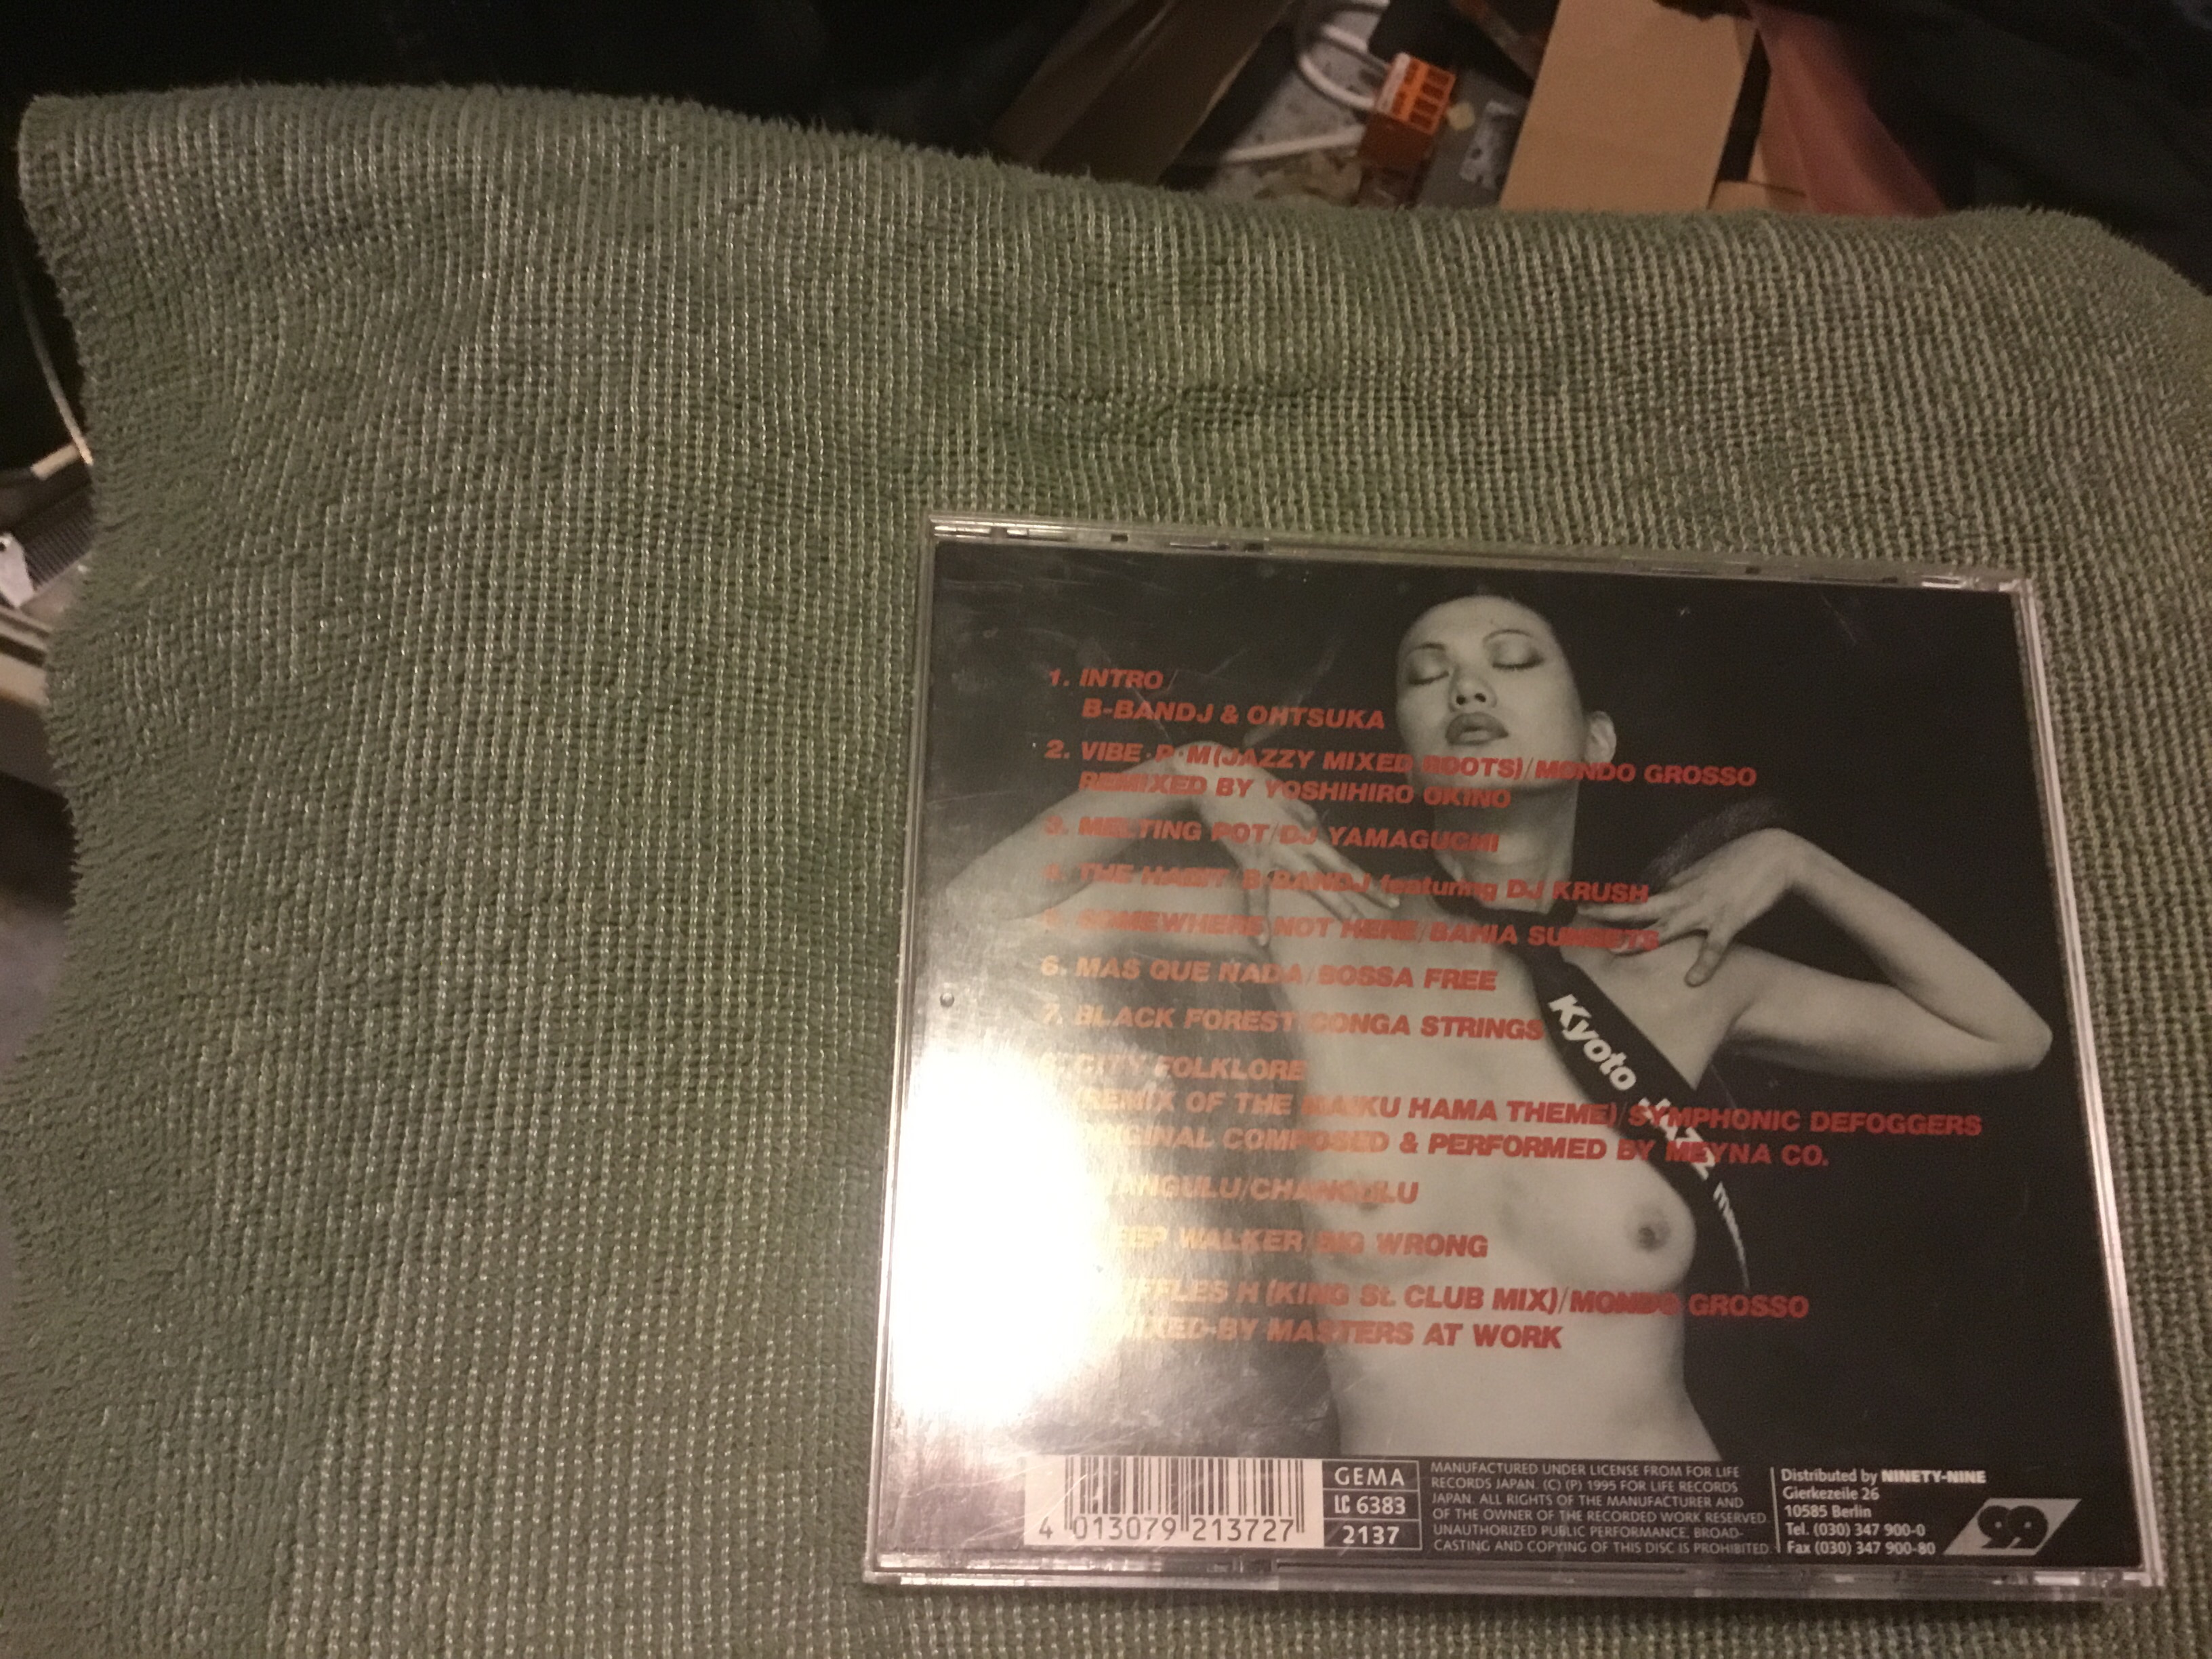 1. INTRO/
B-BANDJ & OHTSUKA
2. VIBE·P·M(JAZZY MIXED ROOTS)/MONDO GROSSO
REMIXED BY YOSHIHIRO OKINO
3. MELTING POT/DJ YAMAGUCHI
4. THE HABIT/B-BANDJ featuring DJ KRUSH
5. SOMEWHERE NOT HERE/BAHIA SUNSETS
6. MAS QUE NADA/BOSSA FREE
7. BLACK FOREST/CONGA STRINGS
CITY FOLKLORE
(REMIX OF THE MAIKU HAMA THEME)/SYMPHONIC DEFOGGERS
ORIGINAL COMPOSED & PERFORMED BY MEYNA CO.
WALKER/BIG WRONG
H (KING St. CLUB MIX)/MONDO GROSSO
MASTERS AT WORK
Kyoto Jazz
4 013079 213727
GEMA
LC 6383
2137
MANUFACTURED UNDER LICENSE FROM FOR LIFE
RECORDS JAPAN. (C) (P) 1995 FOR LIFE RECORDS
JAPAN. ALL RIGHTS OF THE MANUFACTURER AND
OF THE OWNER OF THE RECORDED WORK RESERVED.
UNAUTHORIZED PUBLIC PERFORMANCE, BROAD-
CASTING AND COPYING OF THIS DISC IS PROHIBITED.
Distributed by NINETY-NINE
Gierkezeile 26
10585 Berlin
Tel. (030) 347 900-0
Fax (030) 347 900-80
99